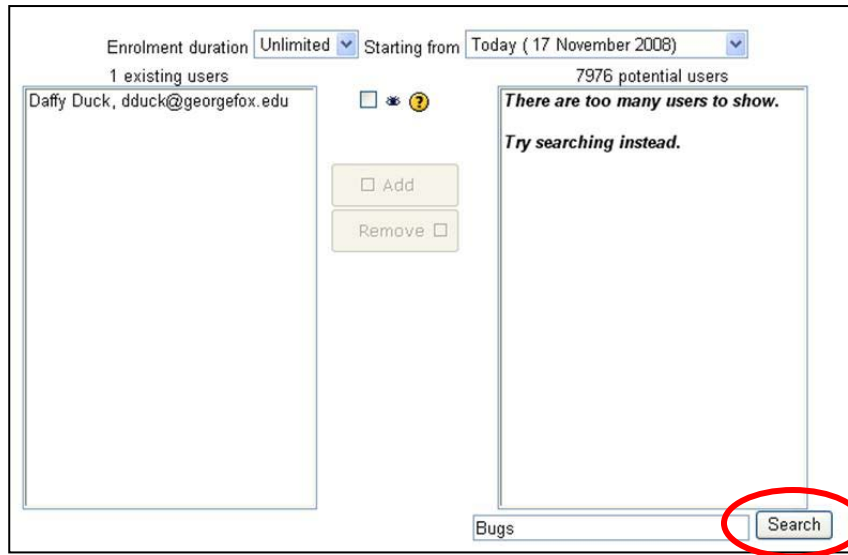 Enrolment duration Unlimited Starting from Today ( 17 November 2008)
1 existing users
7976 potential users
Daffy Duck, dduck@georgefox.edu
?
There are too many users to show.
Try searching instead.
Add
Remove
Bugs
Search